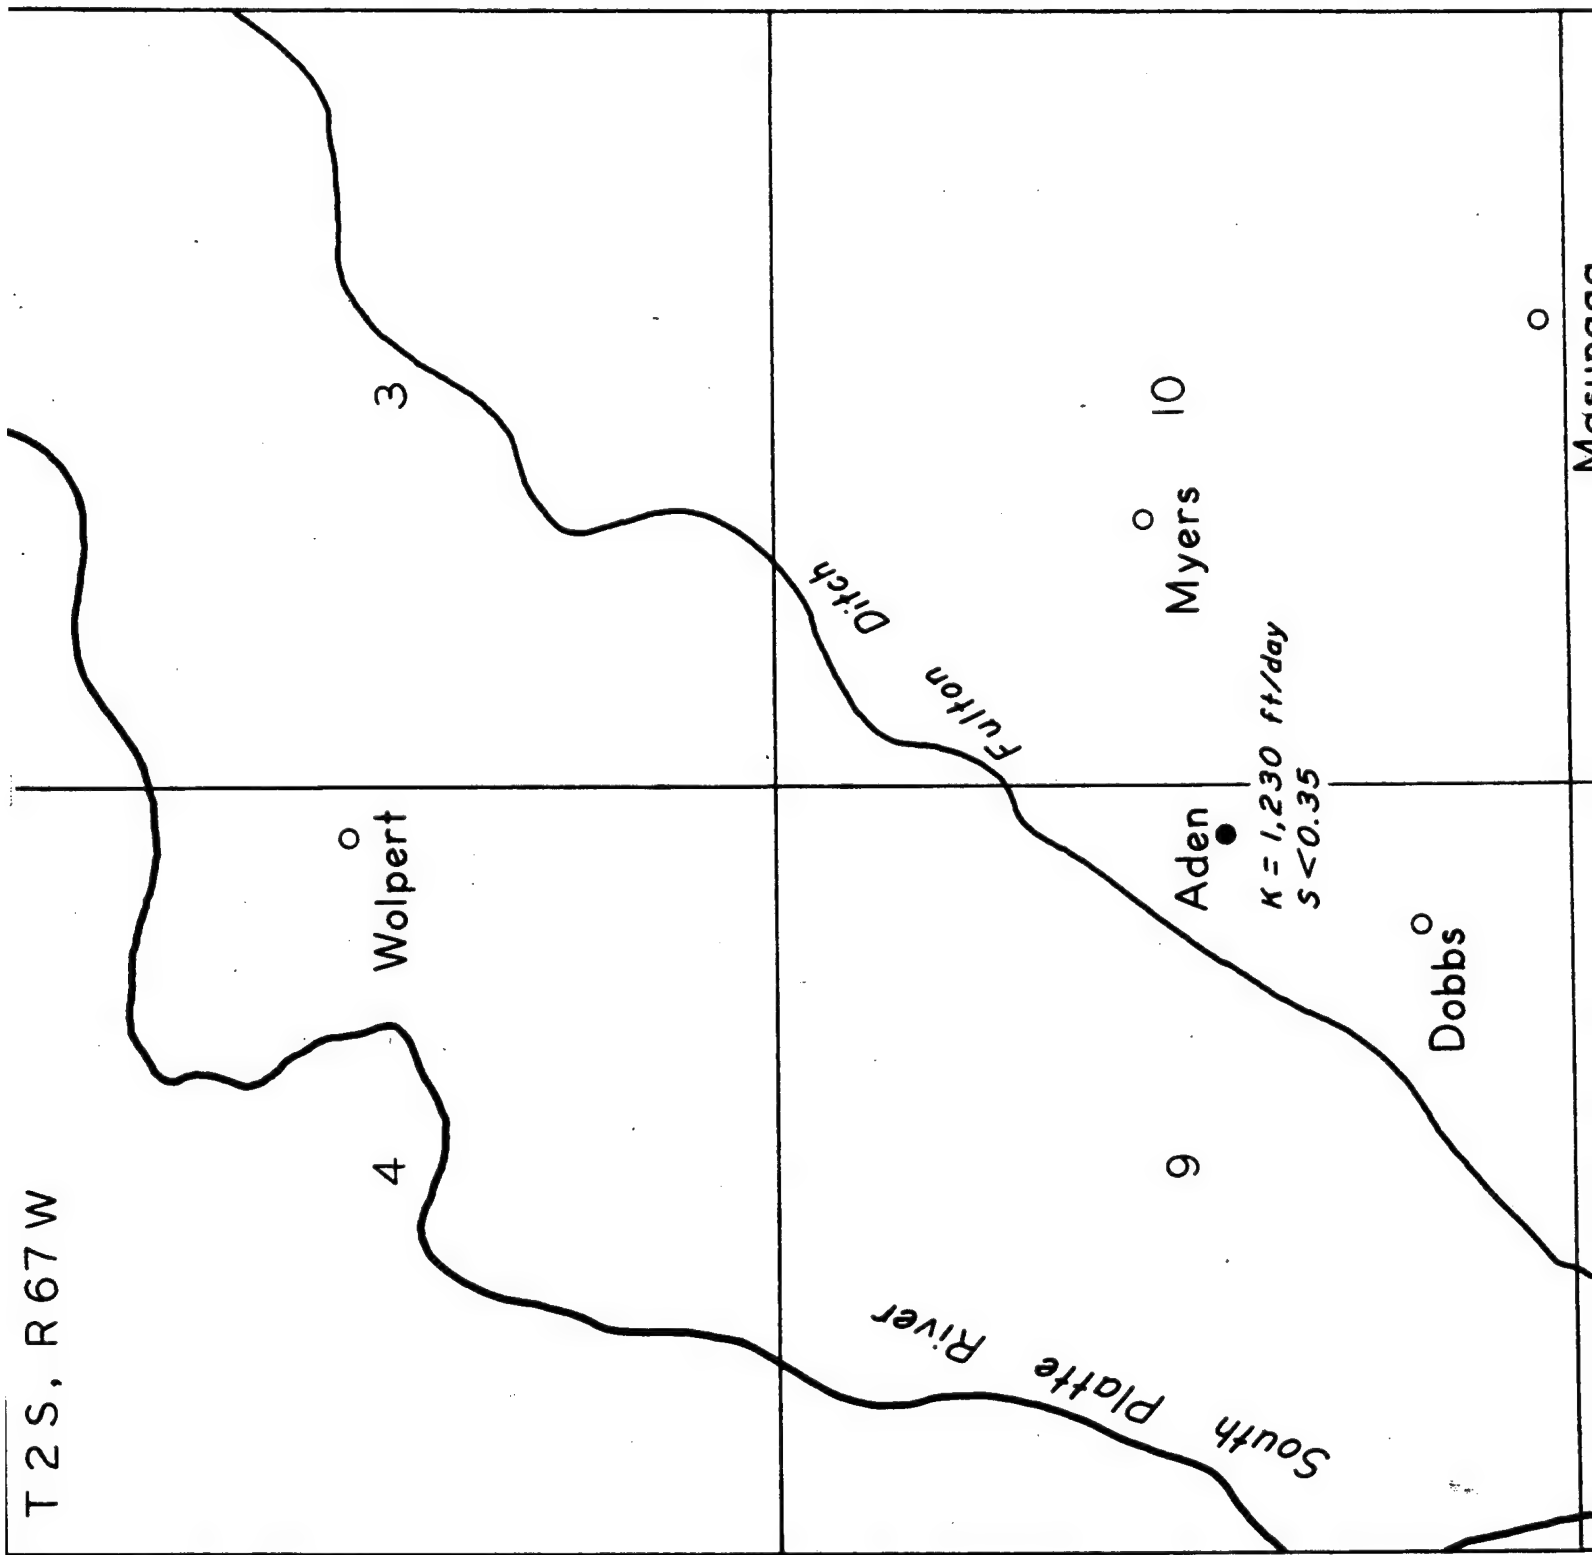 T 2 S, R 67 W
4
Wolpert
3
South Platte River
Fulton Ditch
9
Aden
K = 1,230 ft/day
S < 0.35
Myers
10
Dobbs